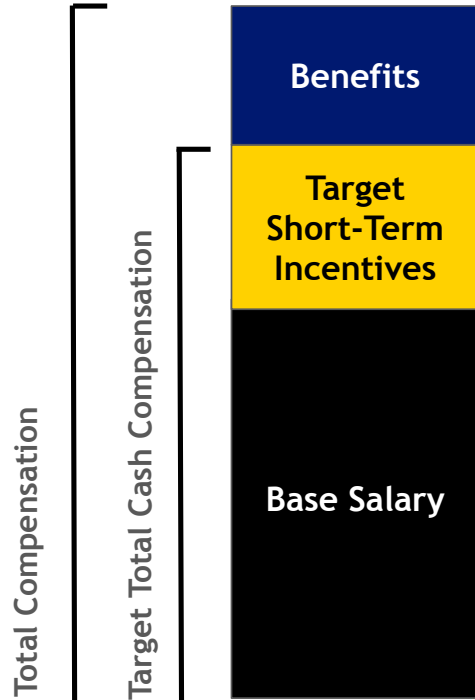 Benefits
Target
Short-Term
Incentives
Base Salary
Target Total Cash Compensation
Total Compensation